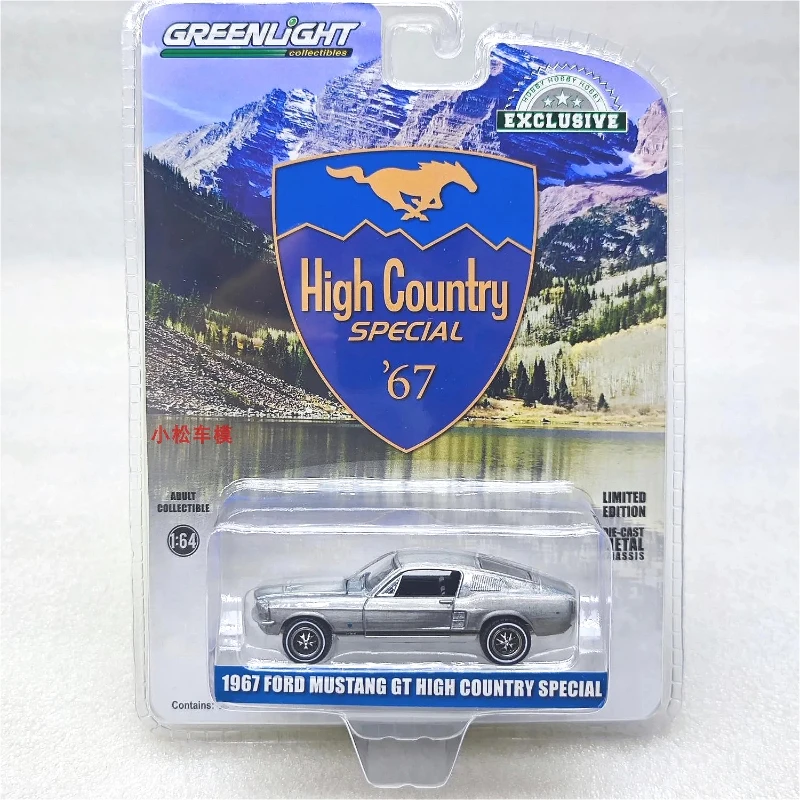 GREENLIGHT
collectibles
HOBBY HOBBY HOBBY
EXCLUSIVE
High Country
SPECIAL
'67
小松车模
ADULT
COLLECTIBLE
1:64
LIMITED
EDITION
DIE-CAST
METAL
CHASSIS
1967 FORD MUSTANG GT HIGH COUNTRY SPECIAL
Contains: